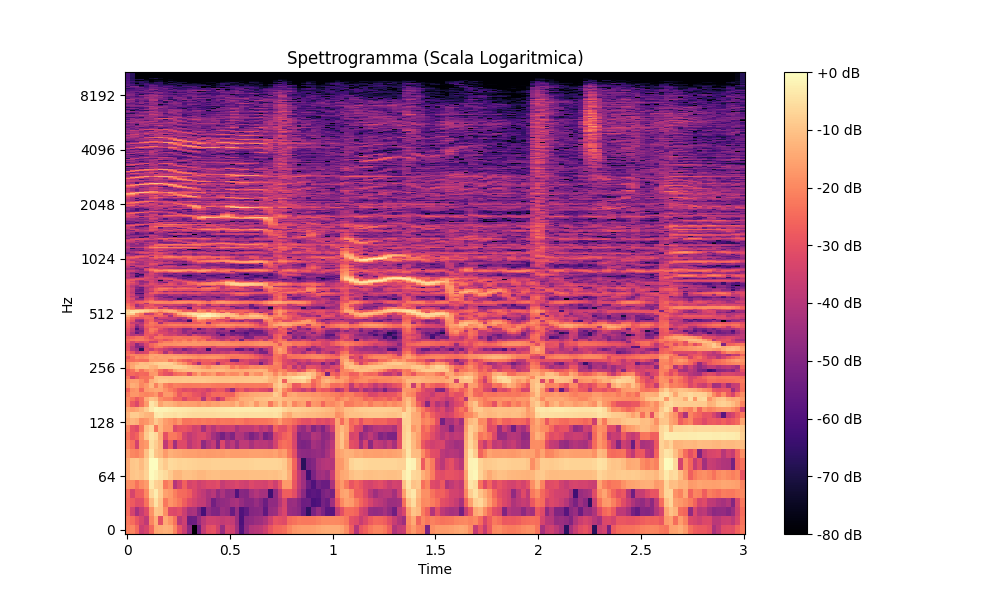 Spettrogramma (Scala Logaritmica)
Hz
8192
4096
2048
1024
512
256
128
64
0
0
0.5
1
1.5
2
2.5
3
Time
+0 dB
-10 dB
-20 dB
-30 dB
-40 dB
-50 dB
-60 dB
-70 dB
-80 dB